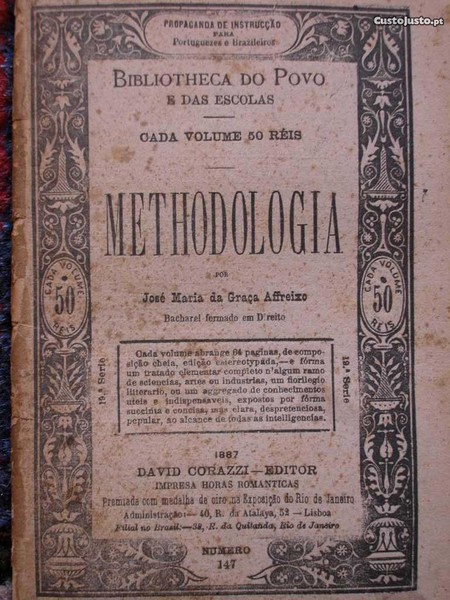 CustoJusto.pt
PROPAGANDA DE INSTRUCÇÃO
PARA
Portuguezes e Brazileiros
BIBLIOTHECA DO POVO
E DAS ESCOLAS
CADA VOLUME 50 RÉIS
METHODOLOGIA
POR
José Maria da Graça Affreixo
Bacharel formado em Direito
CADA VOLUME
50
REIS
CADA VOLUME
50
RÉIS
19.ª Serie
19.ª Serie
Cada volume abrange 64 paginas, de compo-
sição cheia, edição estereotypada,—e fórma
um tratado elementar completo n'algum ramo
de sciencias, artes ou industrias, um florilegio
litterario, ou um aggregado de conhecimentos
uteis e indispensaveis, expostos por fórma
succinta e concisa, mas clara, despretenciosa,
popular, ao alcance de todas as intelligencias.
1887
DAVID CORAZZI—EDITOR
IMPRESA HORAS ROMANTICAS
Premiada com medalha de oiro na Exposição do Rio de Janeiro
Administração:—40, R. da Atalaya, 52 — Lisboa
Filial no Brazil:—38, R. da Quitanda, Rio de Janeiro
NUMERO
147